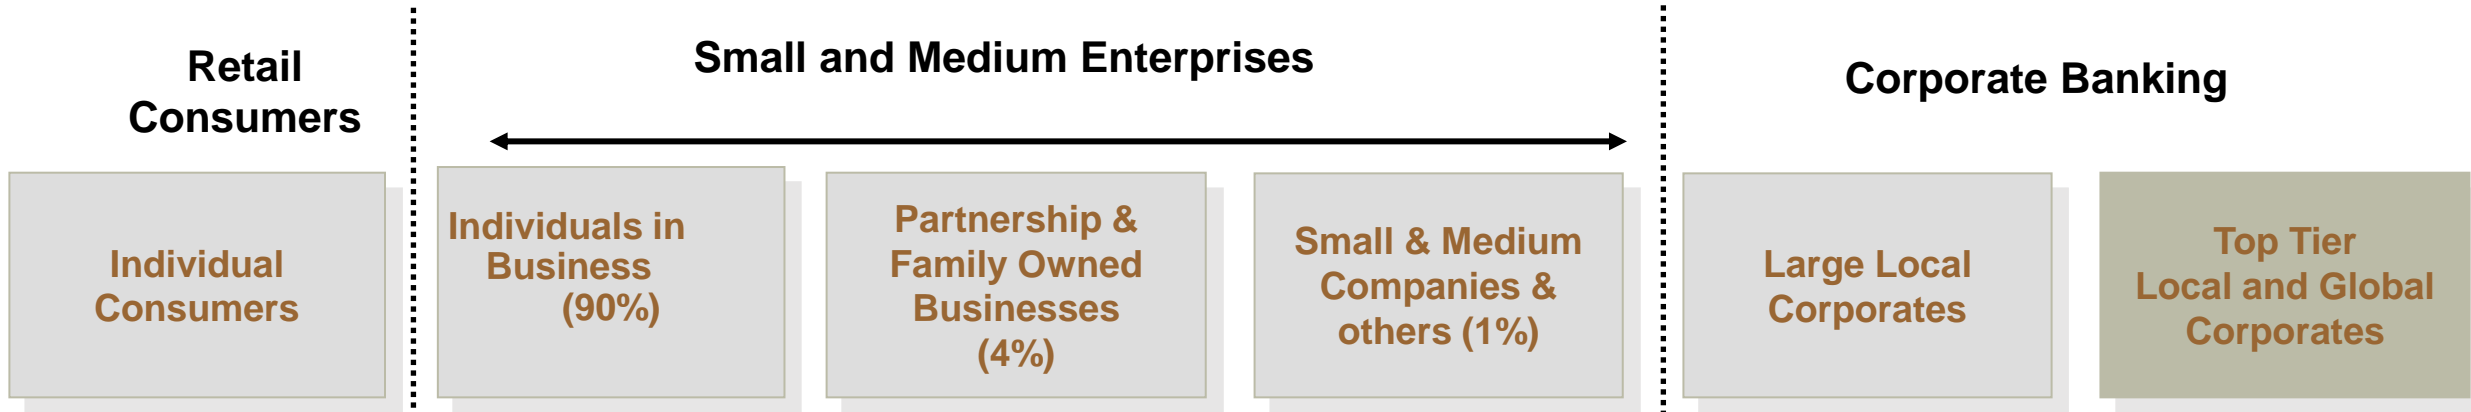 Retail
Consumers
Small and Medium Enterprises
Corporate Banking
Individual
Consumers
Individuals in
Business
(90%)
Partnership &
Family Owned
Businesses
(4%)
Small & Medium
Companies &
others (1%)
Large Local
Corporates
Top Tier
Local and Global
Corporates